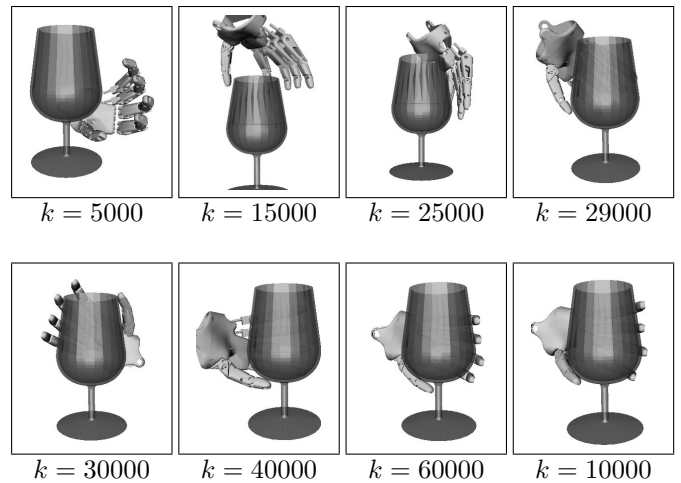 k = 5000 k = 15000 k = 25000 k = 29000
k = 30000 k = 40000 k = 60000 k = 10000